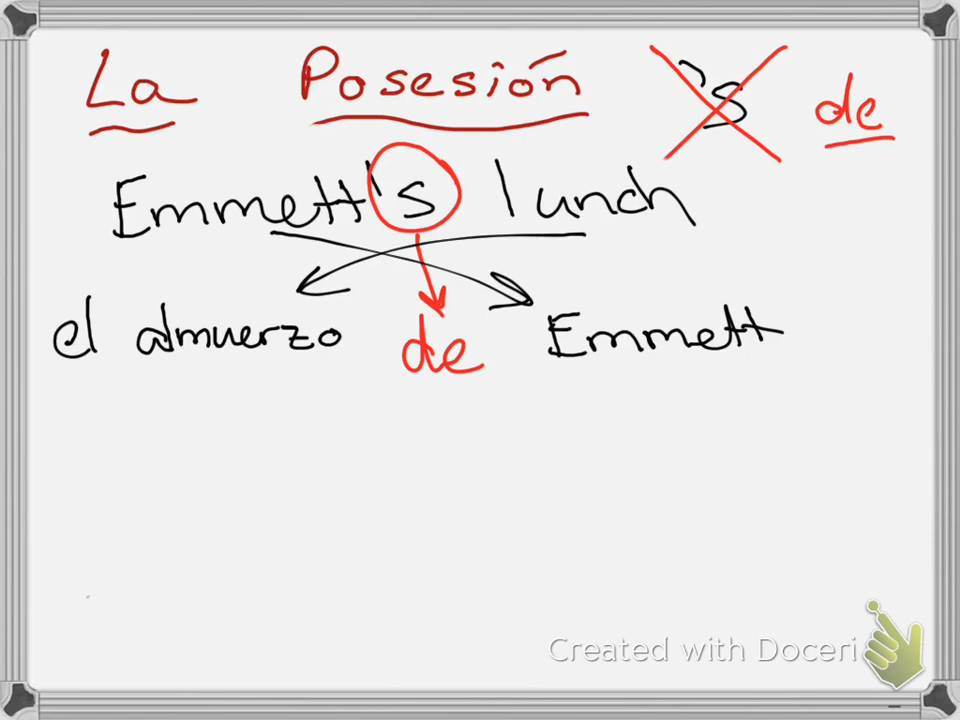 La Posesión 's de
Emmett's lunch
el almuerzo de Emmett
Created with Doceri